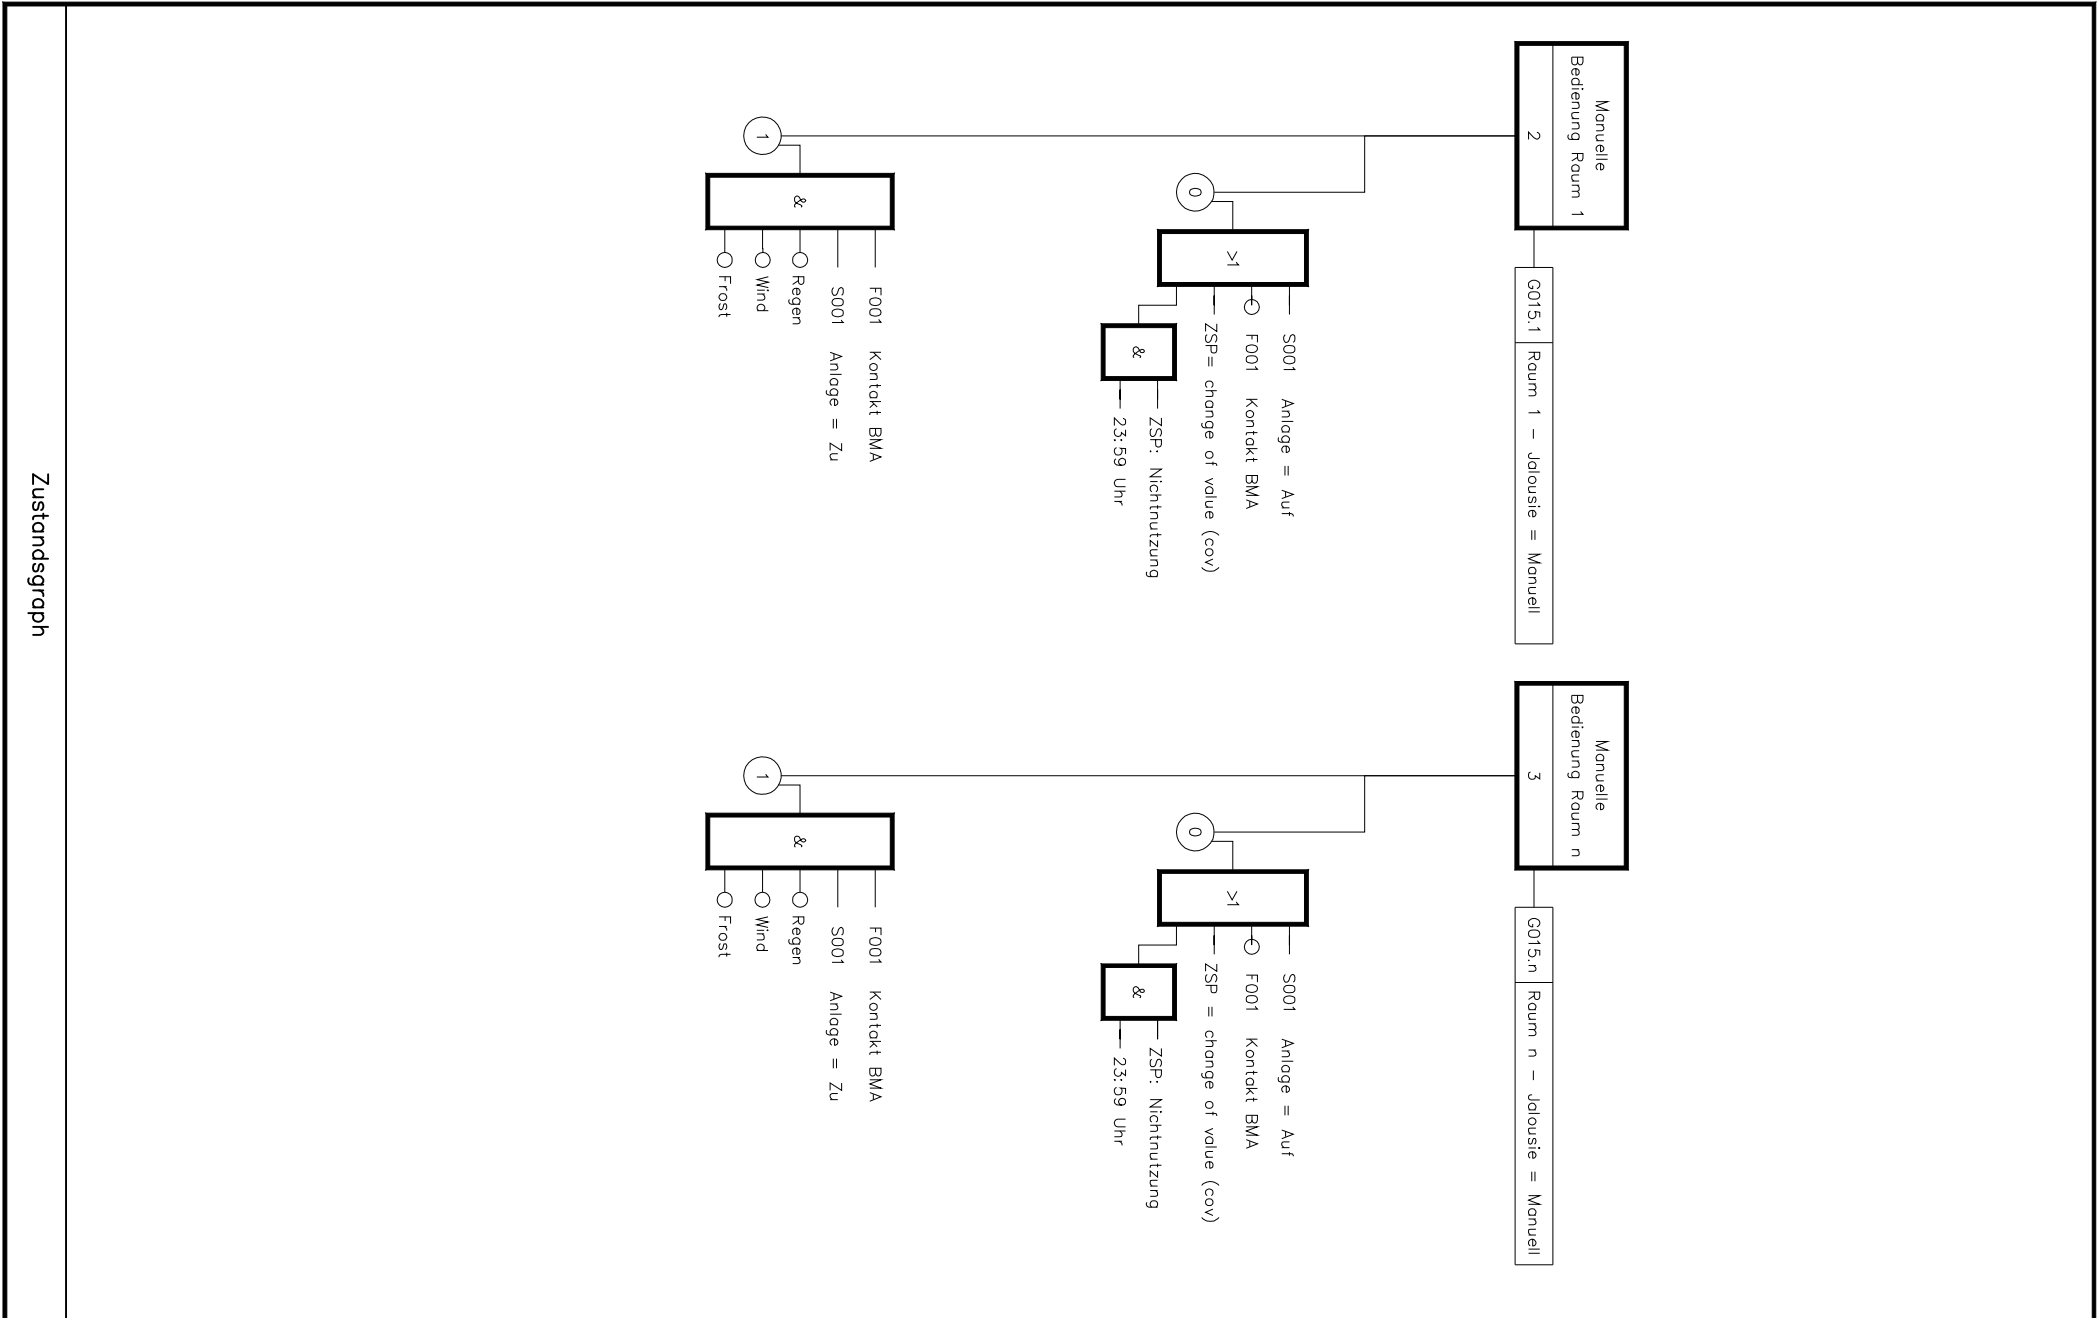 Manuelle
Bedienung Raum 1
2
G015.1 Raum 1 - Jalousie = Manuell
0
>1
S001 Anlage = Auf
F001 Kontakt BMA
ZSP= change of value (cov)
&
ZSP: Nichtnutzung
23:59 Uhr
1
&
F001 Kontakt BMA
S001 Anlage = Zu
Regen
Wind
Frost
Manuelle
Bedienung Raum n
3
G015.n Raum n - Jalousie = Manuell
0
>1
S001 Anlage = Auf
F001 Kontakt BMA
ZSP = change of value (cov)
&
ZSP: Nichtnutzung
23:59 Uhr
1
&
F001 Kontakt BMA
S001 Anlage = Zu
Regen
Wind
Frost
Zustandsgraph